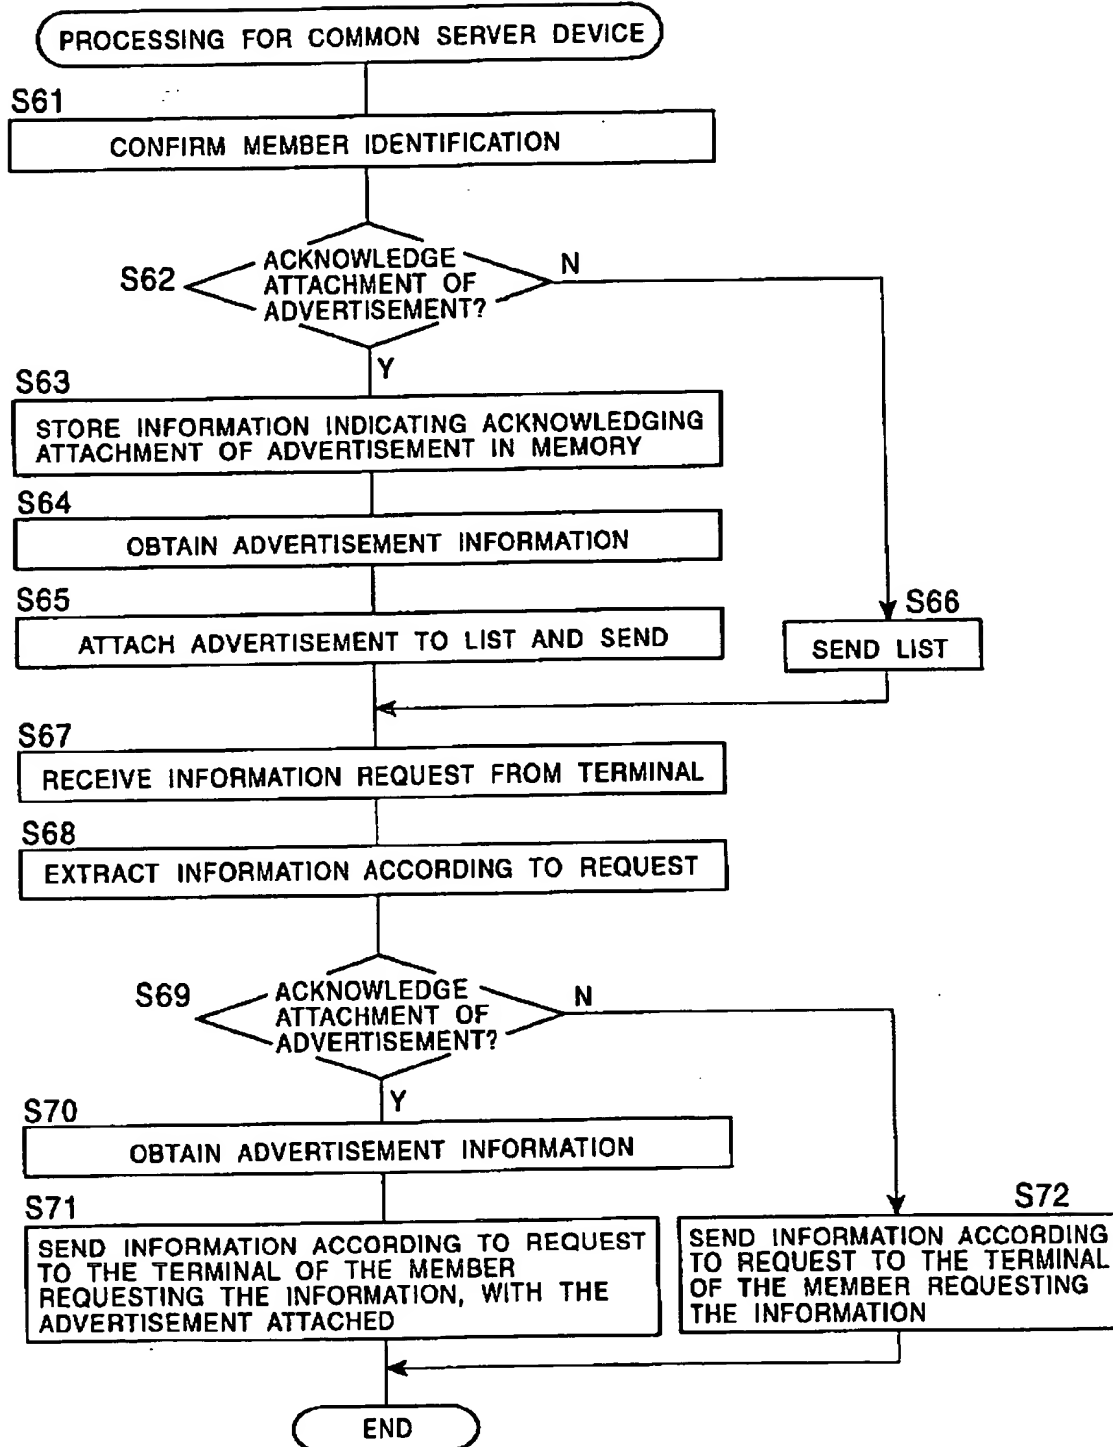 PROCESSING FOR COMMON SERVER DEVICE
S61
CONFIRM MEMBER IDENTIFICATION
S62
ACKNOWLEDGE
ATTACHMENT OF
ADVERTISEMENT?
N
Y
S63
STORE INFORMATION INDICATING ACKNOWLEDGING
ATTACHMENT OF ADVERTISEMENT IN MEMORY
S64
OBTAIN ADVERTISEMENT INFORMATION
S65
ATTACH ADVERTISEMENT TO LIST AND SEND
S66
SEND LIST
S67
RECEIVE INFORMATION REQUEST FROM TERMINAL
S68
EXTRACT INFORMATION ACCORDING TO REQUEST
S69
ACKNOWLEDGE
ATTACHMENT OF
ADVERTISEMENT?
N
Y
S70
OBTAIN ADVERTISEMENT INFORMATION
S71
SEND INFORMATION ACCORDING TO REQUEST
TO THE TERMINAL OF THE MEMBER
REQUESTING THE INFORMATION, WITH THE
ADVERTISEMENT ATTACHED
S72
SEND INFORMATION ACCORDING
TO REQUEST TO THE TERMINAL
OF THE MEMBER REQUESTING
THE INFORMATION
END